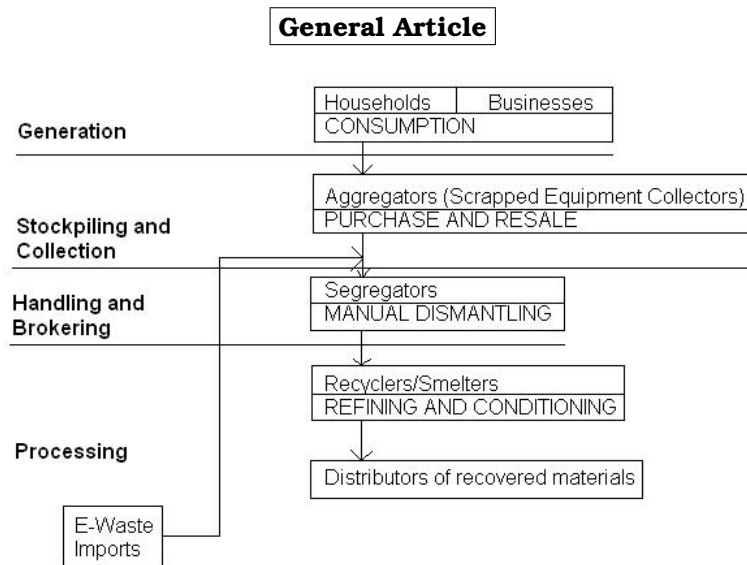 General Article
Households Businesses
CONSUMPTION
Generation
Aggregators (Scrapped Equipment Collectors)
PURCHASE AND RESALE
Stockpiling and
Collection
Segregators
MANUAL DISMANTLING
Handling and
Brokering
Recyclers/Smelters
REFINING AND CONDITIONING
Processing
Distributors of recovered materials
E-Waste
Imports